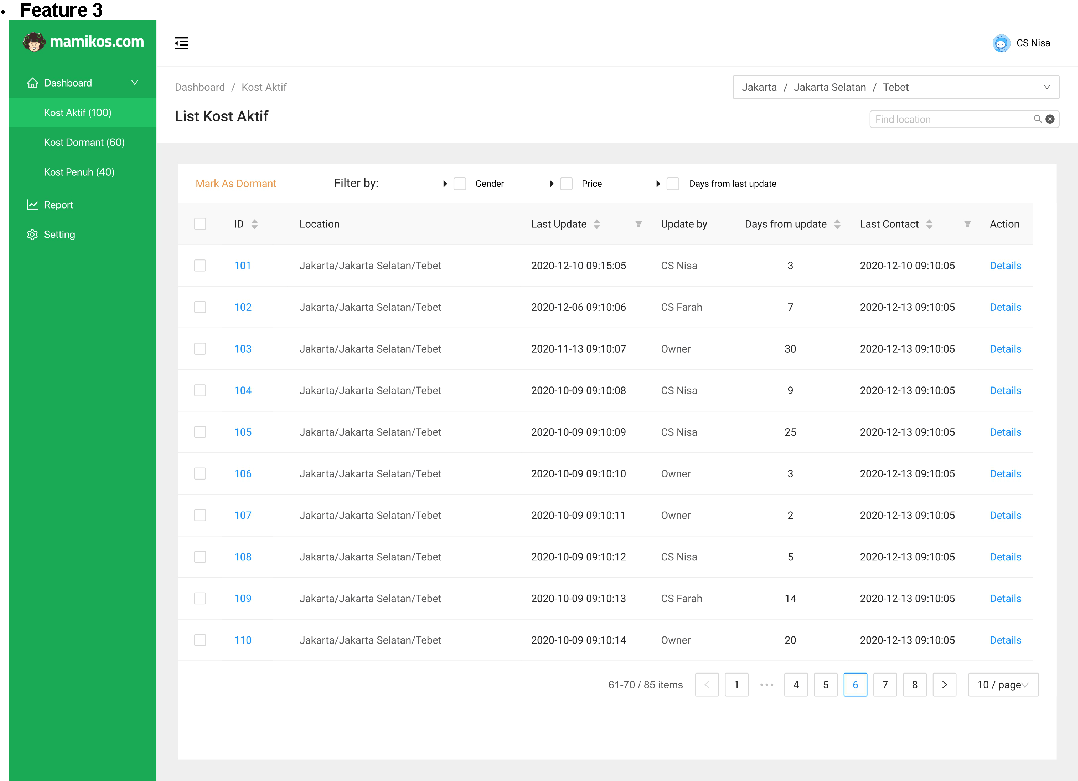 • Feature 3
mamikos.com
CS Nisa
Dashboard
Dashboard / Kost Aktif
Jakarta / Jakarta Selatan / Tebet
Kost Aktif (100)
List Kost Aktif
Find location
Kost Dormant (60)
Kost Penuh (40)
Mark As Dormant Filter by: Gender Price Days from last update
Report
ID Location Last Update Update by Days from update Last Contact Action
Setting
101 Jakarta/Jakarta Selatan/Tebet 2020-12-10 09:15:05 CS Nisa 3 2020-12-10 09:10:05 Details
102 Jakarta/Jakarta Selatan/Tebet 2020-12-06 09:10:06 CS Farah 7 2020-12-13 09:10:05 Details
103 Jakarta/Jakarta Selatan/Tebet 2020-11-13 09:10:07 Owner 30 2020-12-13 09:10:05 Details
104 Jakarta/Jakarta Selatan/Tebet 2020-10-09 09:10:08 CS Nisa 9 2020-12-13 09:10:05 Details
105 Jakarta/Jakarta Selatan/Tebet 2020-10-09 09:10:09 CS Nisa 25 2020-12-13 09:10:05 Details
106 Jakarta/Jakarta Selatan/Tebet 2020-10-09 09:10:10 Owner 3 2020-12-13 09:10:05 Details
107 Jakarta/Jakarta Selatan/Tebet 2020-10-09 09:10:11 Owner 2 2020-12-13 09:10:05 Details
108 Jakarta/Jakarta Selatan/Tebet 2020-10-09 09:10:12 CS Nisa 5 2020-12-13 09:10:05 Details
109 Jakarta/Jakarta Selatan/Tebet 2020-10-09 09:10:13 CS Farah 14 2020-12-13 09:10:05 Details
110 Jakarta/Jakarta Selatan/Tebet 2020-10-09 09:10:14 Owner 20 2020-12-13 09:10:05 Details
61-70 / 85 items < 1 ••• 4 5 6 7 8 > 10 / page